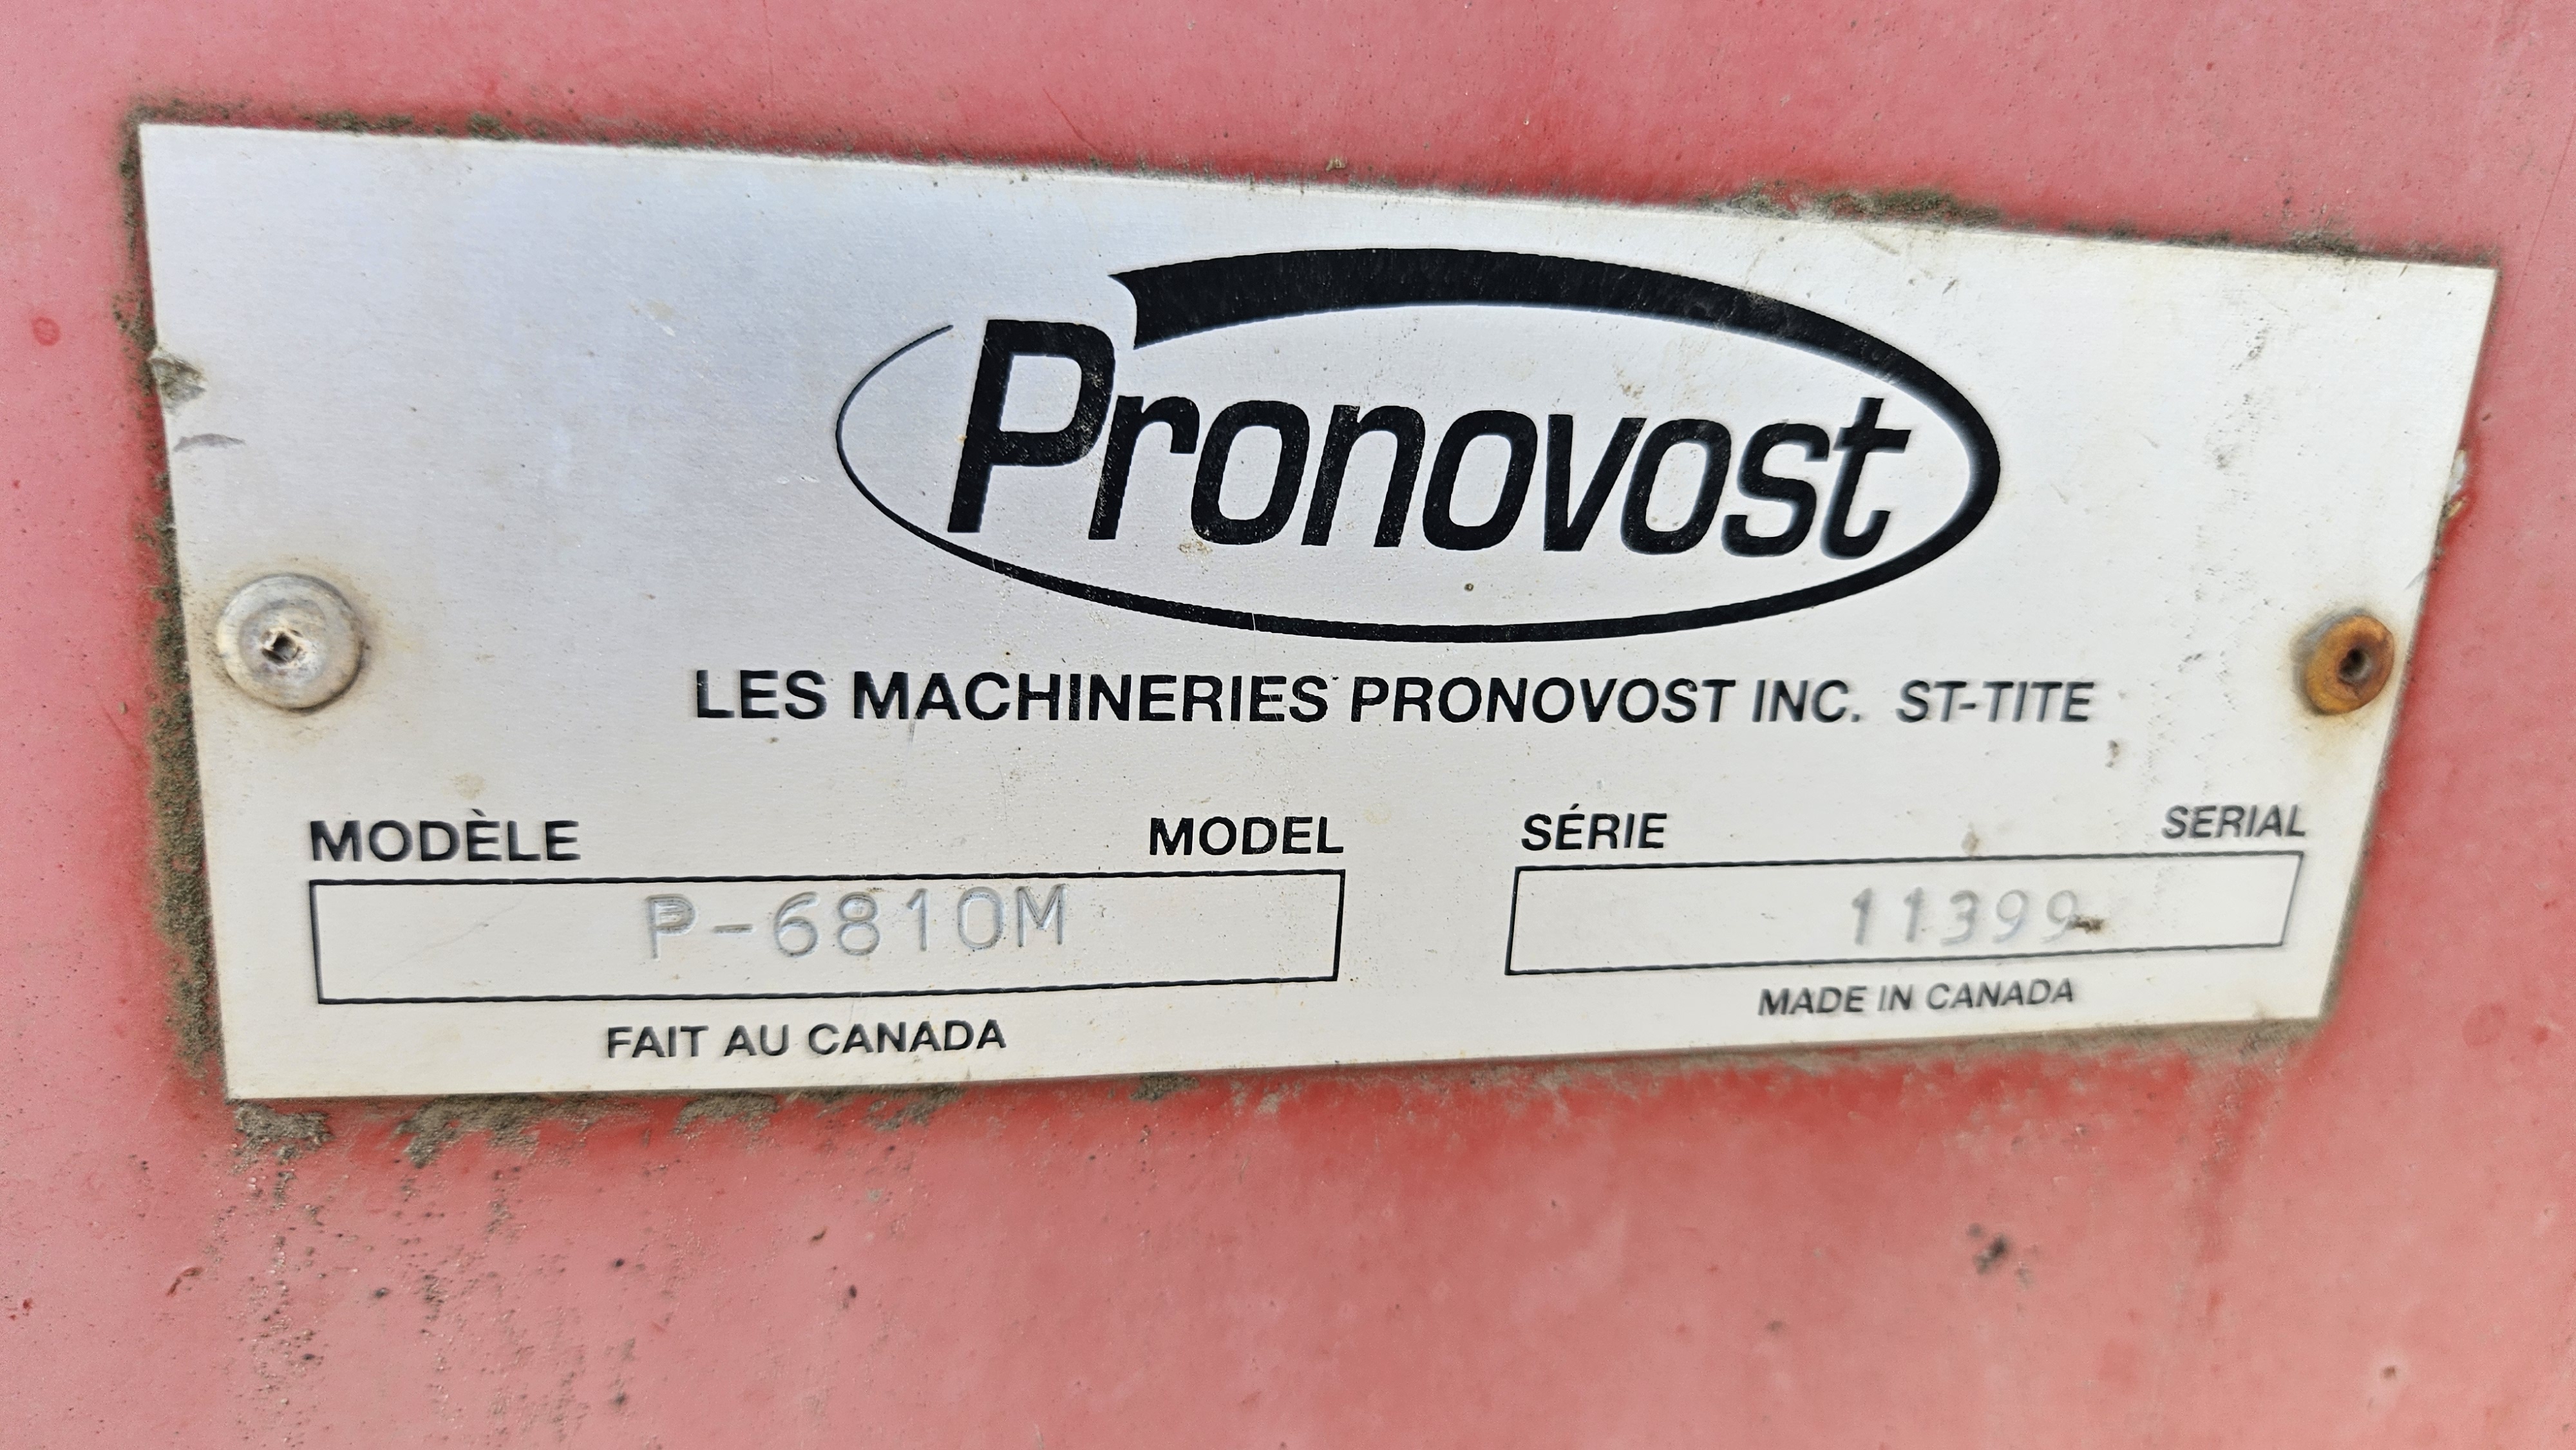 Pronovost
LES MACHINERIES PRONOVOST INC. ST-TITE
MODÈLE MODEL SÉRIE SERIAL
P-6810M 11399
FAIT AU CANADA MADE IN CANADA